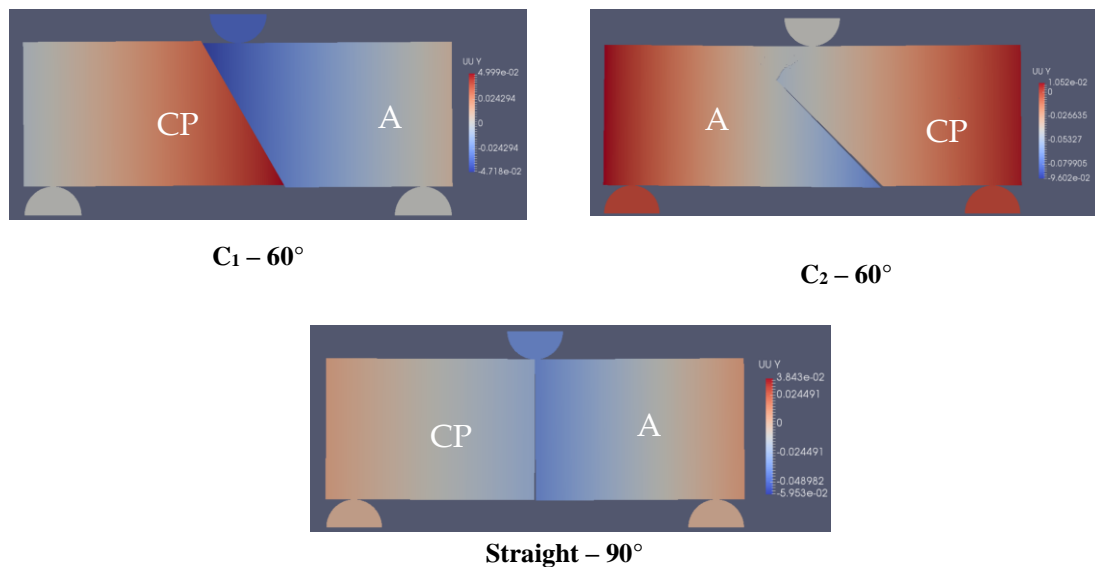 UU Y
4.999e-02
0.024294
0
-0.024294
-4.718e-02
CP
A
C₁ – 60°
UU Y
1.052e-02
0
-0.026635
-0.05327
-0.079905
-9.602e-02
A
CP
C₂ – 60°
UU Y
3.843e-02
0.024491
0
-0.024491
-0.048982
-5.953e-02
CP
A
Straight – 90°